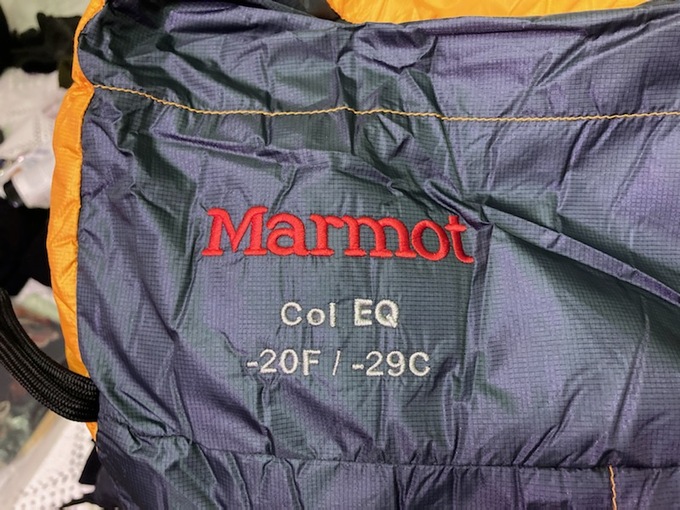 Marmot
Col EQ
-20F / -29C